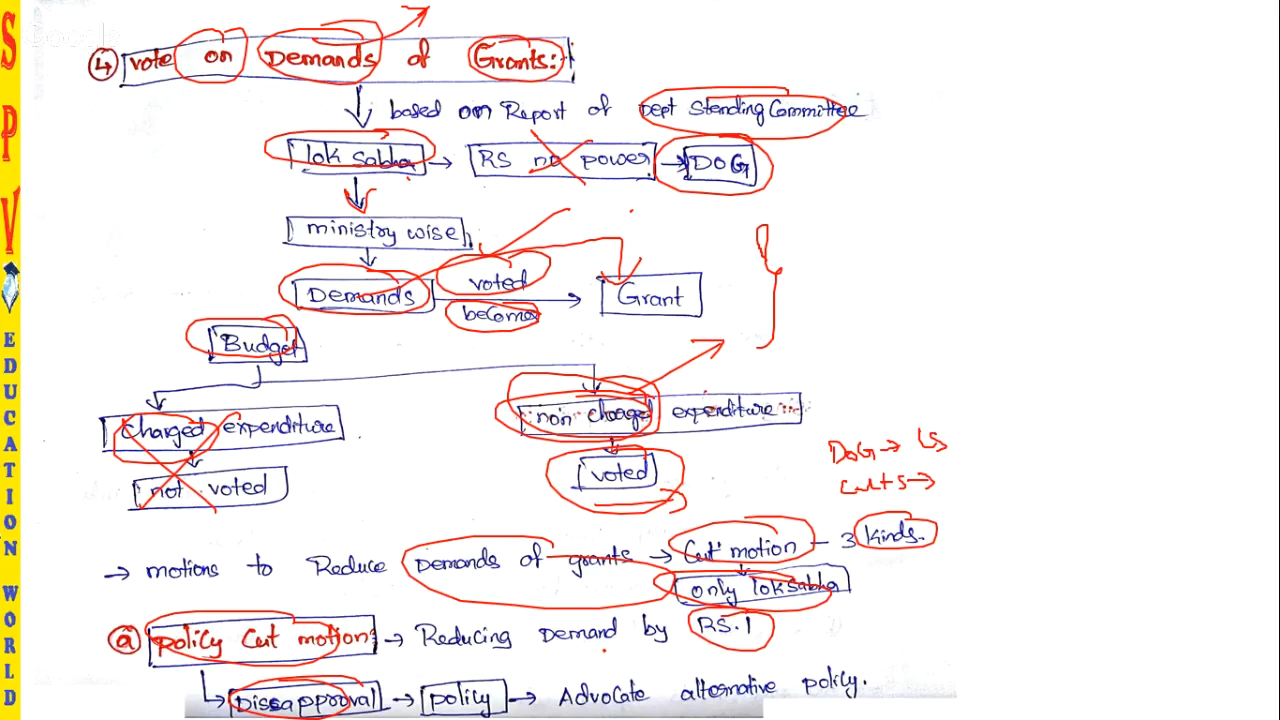 SPV EDUCATION WORLD
④ vote on Demands of Grants:-
based on Report of Dept Stending Committee
lok sabha → RS no power → DOG
ministry wise
Demands voted becomes → Grant
Budget
charged expenditure non charged expenditure :-
not voted voted
DOG → LS
cuts →
→ motions to Reduce Demands of grants → Cut motion - 3 kinds.
only loksabha
ⓐ policy cut motion: → Reducing Demand by RS.1
Dissapproval → policy → Advocate alternative policy.